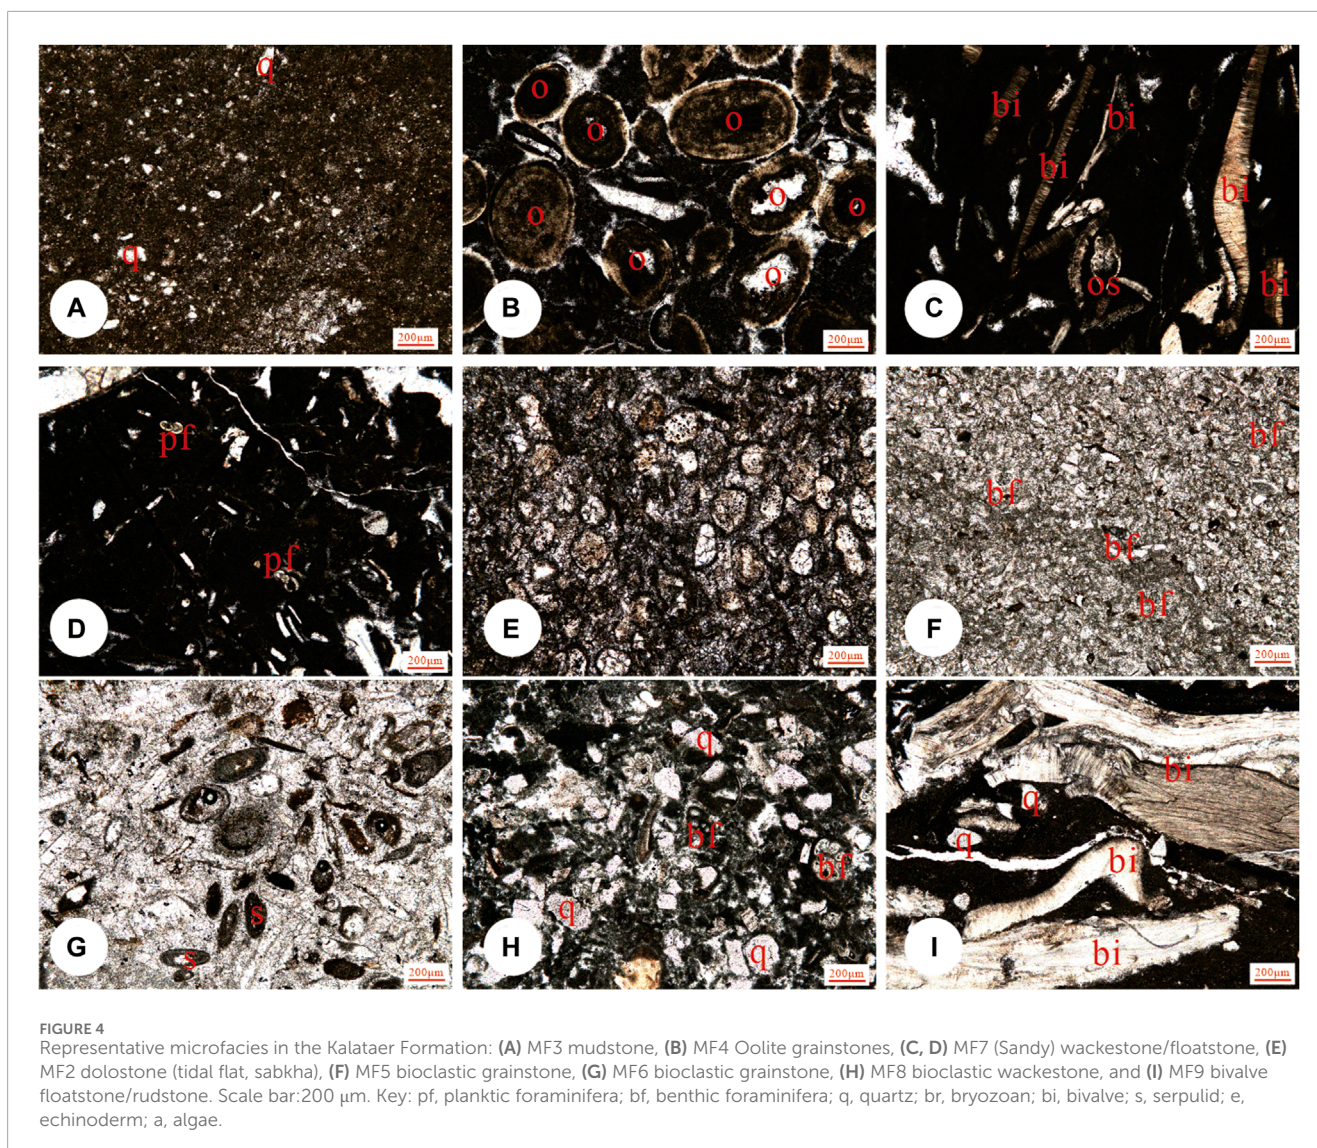 q
q
A
200μm
o
o
o
o
o
o
o
o
B
200μm
bi
bi
bi
bi
os
bi
C
200μm
pf
pf
D
200μm
E
200μm
bf
bf
bf
bf
F
200μm
s
s
G
200μm
q
bf
bf
q
q
H
200μm
bi
q
q
bi
bi
I
200μm
FIGURE 4
Representative microfacies in the Kalataer Formation: (A) MF3 mudstone, (B) MF4 Oolite grainstones, (C, D) MF7 (Sandy) wackestone/floatstone, (E)
MF2 dolostone (tidal flat, sabkha), (F) MF5 bioclastic grainstone, (G) MF6 bioclastic grainstone, (H) MF8 bioclastic wackestone, and (I) MF9 bivalve
floatstone/rudstone. Scale bar:200 μm. Key: pf, planktic foraminifera; bf, benthic foraminifera; q, quartz; br, bryozoan; bi, bivalve; s, serpulid; e,
echinoderm; a, algae.